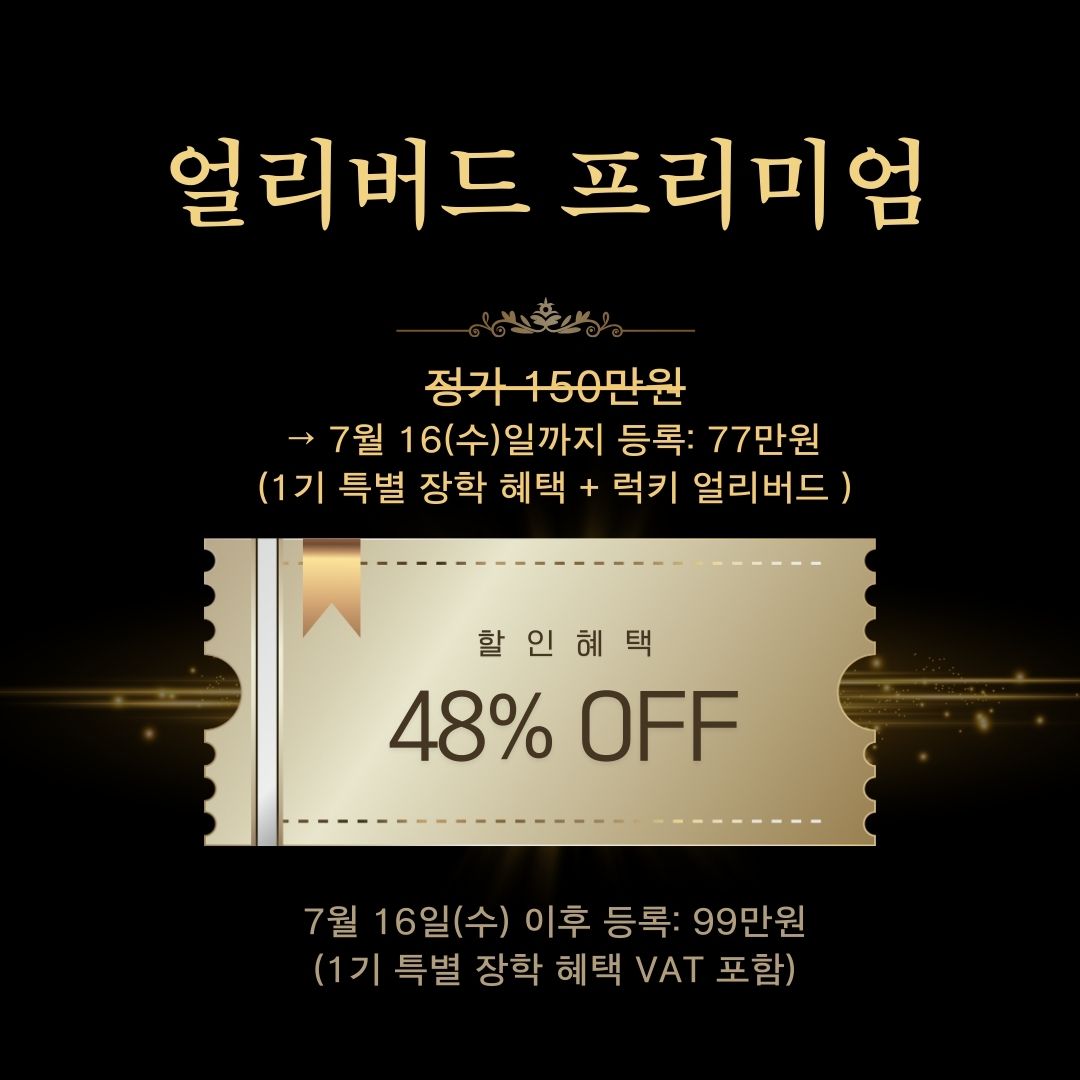 얼리버드 프리미엄
정가 150만원
→ 7월 16(수)일까지 등록: 77만원
(1기 특별 장학 혜택 + 럭키 얼리버드 )
할인혜택
48% OFF
7월 16일(수) 이후 등록: 99만원
(1기 특별 장학 혜택 VAT 포함)